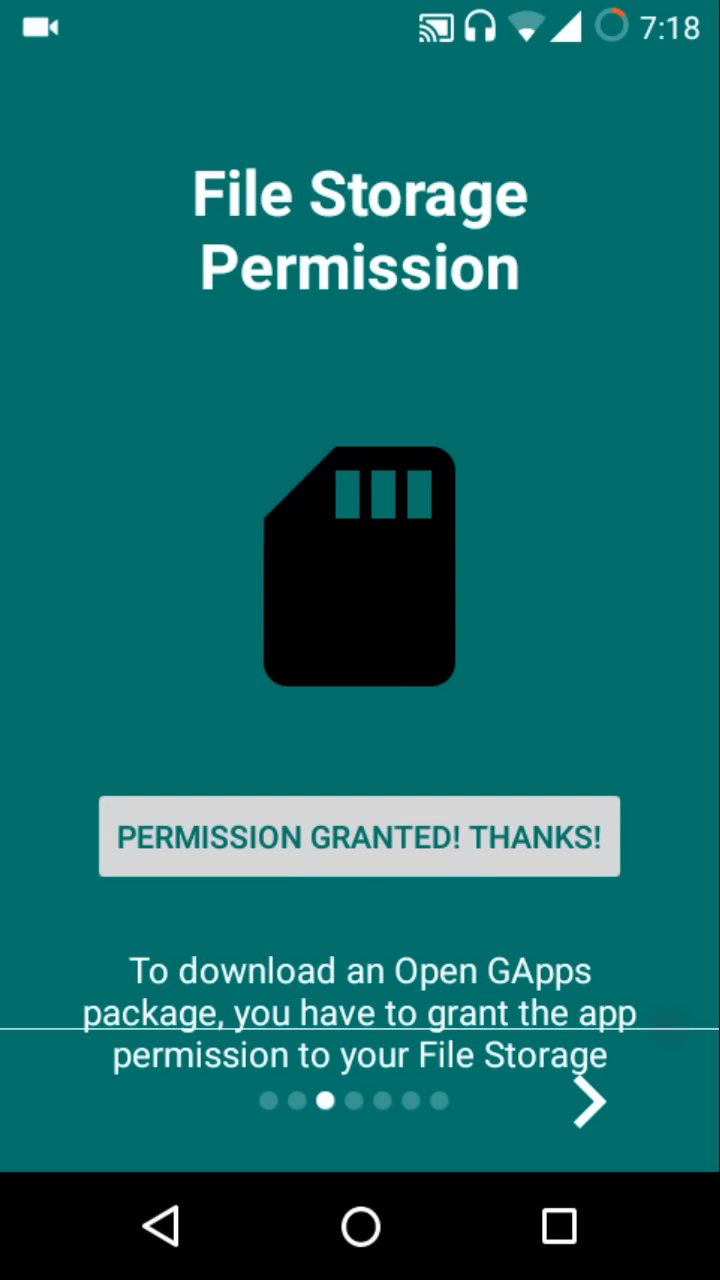 7:18
File Storage
Permission
PERMISSION GRANTED! THANKS!
To download an Open GApps
package, you have to grant the app
permission to your File Storage